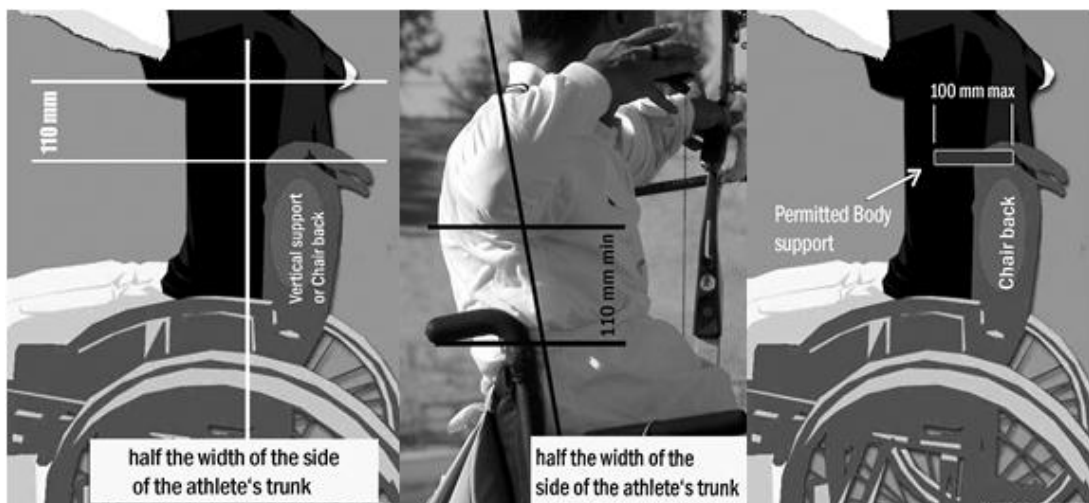 110 mm
Vertical support
or Chair back
half the width of the side
of the athlete's trunk
110 mm min
half the width of the
side of the athlete's trunk
100 mm max
Permitted Body
support
Chair back